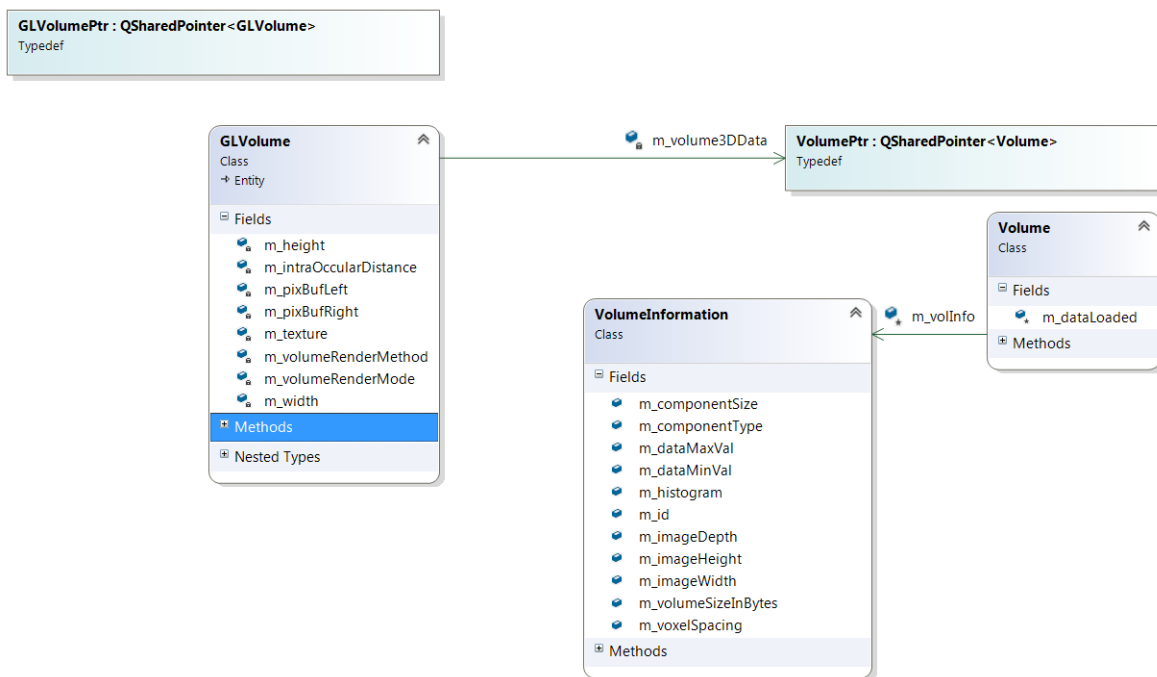 GLVolumePtr : QSharedPointer<GLVolume>
Typedef
GLVolume
Class
Entity
Fields
m_height
m_intraOccularDistance
m_pixBufLeft
m_pixBufRight
m_texture
m_volumeRenderMethod
m_volumeRenderMode
m_width
Methods
Nested Types
m_volume3DData
VolumePtr : QSharedPointer<Volume>
Typedef
Volume
Class
Fields
m_dataLoaded
Methods
m_volInfo
VolumeInformation
Class
Fields
m_componentSize
m_componentType
m_dataMaxVal
m_dataMinVal
m_histogram
m_id
m_imageDepth
m_imageHeight
m_imageWidth
m_volumeSizeInBytes
m_voxelSpacing
Methods